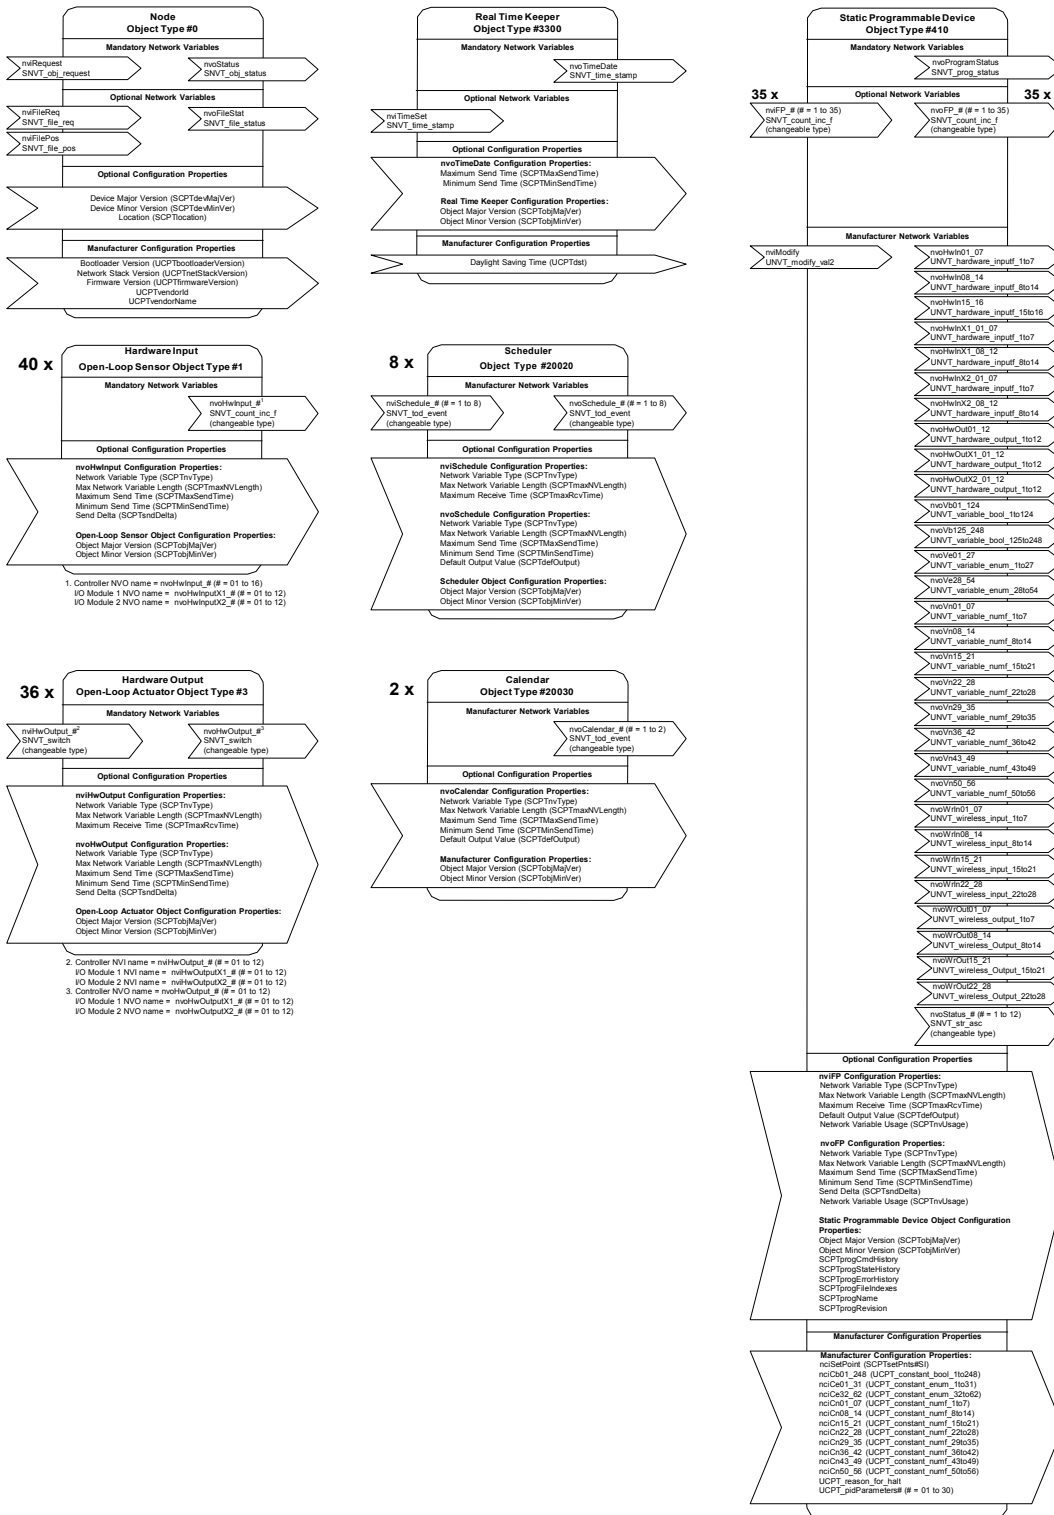 Node
Object Type #0
Mandatory Network Variables
nviRequest
SNVT_obj_request
nvoStatus
SNVT_obj_status
Optional Network Variables
nviFileReq
SNVT_file_req
nvoFileStat
SNVT_file_status
nviFilePos
SNVT_file_pos
Optional Configuration Properties
Device Major Version (SCPTdevMajVer)
Device Minor Version (SCPTdevMinVer)
Location (SCPTlocation)
Manufacturer Configuration Properties
Bootloader Version (UCPTbootloaderVersion)
Network Stack Version (UCPTnetStackVersion)
Firmware Version (UCPTfirmwareVersion)
UCPTvendorId
UCPTvendorName
40 x
Hardware Input
Open-Loop Sensor Object Type #1
Mandatory Network Variables
nvoHwInput_#1
SNVT_count_inc_f
(changeable type)
Optional Configuration Properties
nvoHwInput Configuration Properties:
Network Variable Type (SCPTnvType)
Max Network Variable Length (SCPTmaxNVLength)
Maximum Send Time (SCPTMaxSendTime)
Minimum Send Time (SCPTMinSendTime)
Send Delta (SCPTsndDelta)
Open-Loop Sensor Object Configuration Properties:
Object Major Version (SCPTobjMajVer)
Object Minor Version (SCPTobjMinVer)
1. Controller NVO name = nvoHwInput_# (# = 01 to 16)
I/O Module 1 NVO name = nvoHwInputX1_# (# = 01 to 12)
I/O Module 2 NVO name = nvoHwInputX2_# (# = 01 to 12)
36 x
Hardware Output
Open-Loop Actuator Object Type #3
Mandatory Network Variables
nviHwOutput_#2
SNVT_switch
(changeable type)
nvoHwOutput_#3
SNVT_switch
(changeable type)
Optional Configuration Properties
nviHwOutput Configuration Properties:
Network Variable Type (SCPTnvType)
Max Network Variable Length (SCPTmaxNVLength)
Maximum Receive Time (SCPTmaxRcvTime)
nvoHwOutput Configuration Properties:
Network Variable Type (SCPTnvType)
Max Network Variable Length (SCPTmaxNVLength)
Maximum Send Time (SCPTMaxSendTime)
Minimum Send Time (SCPTMinSendTime)
Send Delta (SCPTsndDelta)
Open-Loop Actuator Object Configuration Properties:
Object Major Version (SCPTobjMajVer)
Object Minor Version (SCPTobjMinVer)
2. Controller NVI name = nviHwOutput_# (# = 01 to 12)
I/O Module 1 NVI name = nviHwOutputX1_# (# = 01 to 12)
I/O Module 2 NVI name = nviHwOutputX2_# (# = 01 to 12)
3. Controller NVO name = nvoHwOutput_# (# = 01 to 12)
I/O Module 1 NVO name = nvoHwOutputX1_# (# = 01 to 12)
I/O Module 2 NVO name = nvoHwOutputX2_# (# = 01 to 12)
Real Time Keeper
Object Type #3300
Mandatory Network Variables
nvoTimeDate
SNVT_time_stamp
Optional Network Variables
nviTimeSet
SNVT_time_stamp
Optional Configuration Properties
nvoTimeDate Configuration Properties:
Maximum Send Time (SCPTMaxSendTime)
Minimum Send Time (SCPTMinSendTime)
Real Time Keeper Configuration Properties:
Object Major Version (SCPTobjMajVer)
Object Minor Version (SCPTobjMinVer)
Manufacturer Configuration Properties
Daylight Saving Time (UCPTdst)
8 x
Scheduler
Object Type #20020
Manufacturer Network Variables
nviSchedule_# (# = 1 to 8)
SNVT_tod_event
(changeable type)
nvoSchedule_# (# = 1 to 8)
SNVT_tod_event
(changeable type)
Optional Configuration Properties
nviSchedule Configuration Properties:
Network Variable Type (SCPTnvType)
Max Network Variable Length (SCPTmaxNVLength)
Maximum Receive Time (SCPTmaxRcvTime)
nvoSchedule Configuration Properties:
Network Variable Type (SCPTnvType)
Max Network Variable Length (SCPTmaxNVLength)
Maximum Send Time (SCPTMaxSendTime)
Minimum Send Time (SCPTMinSendTime)
Default Output Value (SCPTdefOutput)
Scheduler Object Configuration Properties:
Object Major Version (SCPTobjMajVer)
Object Minor Version (SCPTobjMinVer)
2 x
Calendar
Object Type #20030
Manufacturer Network Variables
nvoCalendar_# (# = 1 to 2)
SNVT_tod_event
(changeable type)
Optional Configuration Properties
nvoCalendar Configuration Properties:
Network Variable Type (SCPTnvType)
Max Network Variable Length (SCPTmaxNVLength)
Maximum Send Time (SCPTMaxSendTime)
Minimum Send Time (SCPTMinSendTime)
Default Output Value (SCPTdefOutput)
Manufacturer Configuration Properties:
Object Major Version (SCPTobjMajVer)
Object Minor Version (SCPTobjMinVer)
Static Programmable Device
Object Type #410
Mandatory Network Variables
nvoProgramStatus
SNVT_prog_status
35 x
Optional Network Variables
35 x
nviFP_# (# = 1 to 35)
SNVT_count_inc_f
(changeable type)
nvoFP_# (# = 1 to 35)
SNVT_count_inc_f
(changeable type)
Manufacturer Network Variables
nviModify
UNVT_modify_val2
nvoHwIn01_07
UNVT_hardware_inputf_1to7
nvoHwIn08_14
UNVT_hardware_inputf_8to14
nvoHwIn15_16
UNVT_hardware_inputf_15to16
nvoHwInX1_01_07
UNVT_hardware_inputf_1to7
nvoHwInX1_08_12
UNVT_hardware_inputf_8to14
nvoHwInX2_01_07
UNVT_hardware_inputf_1to7
nvoHwInX2_08_12
UNVT_hardware_inputf_8to14
nvoHwOut01_12
UNVT_hardware_output_1to12
nvoHwOutX1_01_12
UNVT_hardware_output_1to12
nvoHwOutX2_01_12
UNVT_hardware_output_1to12
nvoVb01_124
UNVT_variable_bool_1to124
nvoVb125_248
UNVT_variable_bool_125to248
nvoVe01_27
UNVT_variable_enum_1to27
nvoVe28_54
UNVT_variable_enum_28to54
nvoVn01_07
UNVT_variable_numf_1to7
nvoVn08_14
UNVT_variable_numf_8to14
nvoVn15_21
UNVT_variable_numf_15to21
nvoVn22_28
UNVT_variable_numf_22to28
nvoVn29_35
UNVT_variable_numf_29to35
nvoVn36_42
UNVT_variable_numf_36to42
nvoVn43_49
UNVT_variable_numf_43to49
nvoVn50_56
UNVT_variable_numf_50to56
nvoWrIn01_07
UNVT_wireless_input_1to7
nvoWrIn08_14
UNVT_wireless_input_8to14
nvoWrIn15_21
UNVT_wireless_input_15to21
nvoWrIn22_28
UNVT_wireless_input_22to28
nvoWrOut01_07
UNVT_wireless_output_1to7
nvoWrOut08_14
UNVT_wireless_Output_8to14
nvoWrOut15_21
UNVT_wireless_Output_15to21
nvoWrOut22_28
UNVT_wireless_Output_22to28
nvoStatus_# (# = 1 to 12)
SNVT_str_asc
(changeable type)
Optional Configuration Properties
nviFP Configuration Properties:
Network Variable Type (SCPTnvType)
Max Network Variable Length (SCPTmaxNVLength)
Maximum Receive Time (SCPTmaxRcvTime)
Default Output Value (SCPTdefOutput)
Network Variable Usage (SCPTnvUsage)
nvoFP Configuration Properties:
Network Variable Type (SCPTnvType)
Max Network Variable Length (SCPTmaxNVLength)
Maximum Send Time (SCPTMaxSendTime)
Minimum Send Time (SCPTMinSendTime)
Send Delta (SCPTsndDelta)
Network Variable Usage (SCPTnvUsage)
Static Programmable Device Object Configuration
Properties:
Object Major Version (SCPTobjMajVer)
Object Minor Version (SCPTobjMinVer)
SCPTprogCmdHistory
SCPTprogStateHistory
SCPTprogErrorHistory
SCPTprogFileIndexes
SCPTprogName
SCPTprogRevision
Manufacturer Configuration Properties
Manufacturer Configuration Properties:
nciSetPoint (SCPTsetPnts#SI)
nciCb01_248 (UCPT_constant_bool_1to248)
nciCe01_31 (UCPT_constant_enum_1to31)
nciCe32_62 (UCPT_constant_enum_32to62)
nciCn01_07 (UCPT_constant_numf_1to7)
nciCn08_14 (UCPT_constant_numf_8to14)
nciCn15_21 (UCPT_constant_numf_15to21)
nciCn22_28 (UCPT_constant_numf_22to28)
nciCn29_35 (UCPT_constant_numf_29to35)
nciCn36_42 (UCPT_constant_numf_36to42)
nciCn43_49 (UCPT_constant_numf_43to49)
nciCn50_56 (UCPT_constant_numf_50to56)
UCPT_reason_for_halt
UCPT_pidParameters# (# = 01 to 30)